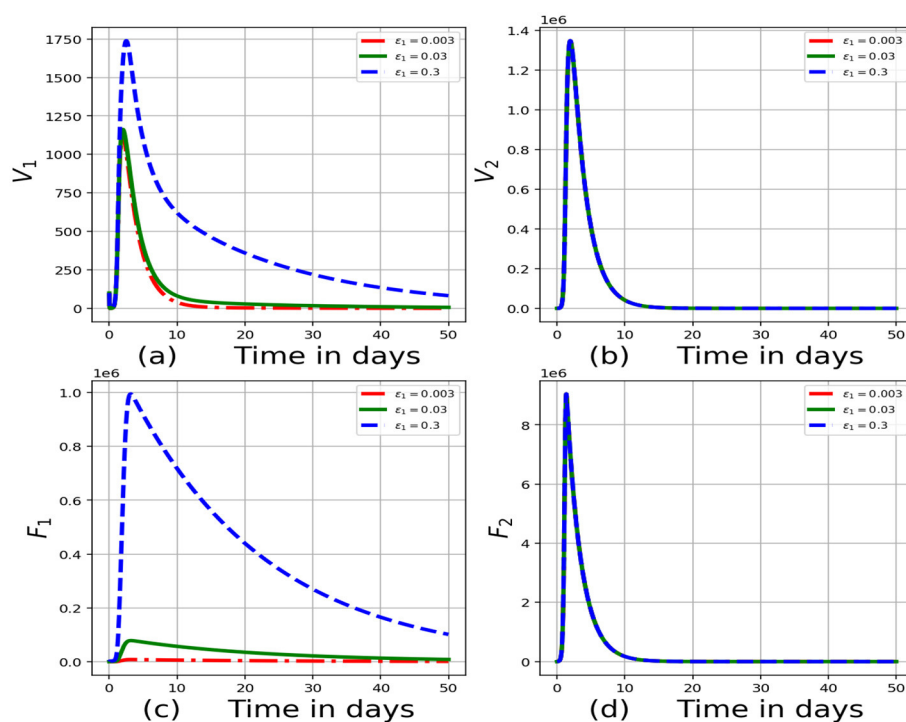 1e6
1750
1500
1250
1000
750
500
250
0
V₁
ε₁ = 0.003
ε₁ = 0.03
ε₁ = 0.3
0 10 20 30 40 50
(a) Time in days
1.4
1.2
1.0
0.8
0.6
0.4
0.2
0.0
V₂
ε₁ = 0.003
ε₁ = 0.03
ε₁ = 0.3
0 10 20 30 40 50
(b) Time in days
1e6
1.0
0.8
0.6
0.4
0.2
0.0
F₁
ε₁ = 0.003
ε₁ = 0.03
ε₁ = 0.3
0 10 20 30 40 50
(c) Time in days
1e6
8
6
4
2
0
F₂
ε₁ = 0.003
ε₁ = 0.03
ε₁ = 0.3
0 10 20 30 40 50
(d) Time in days